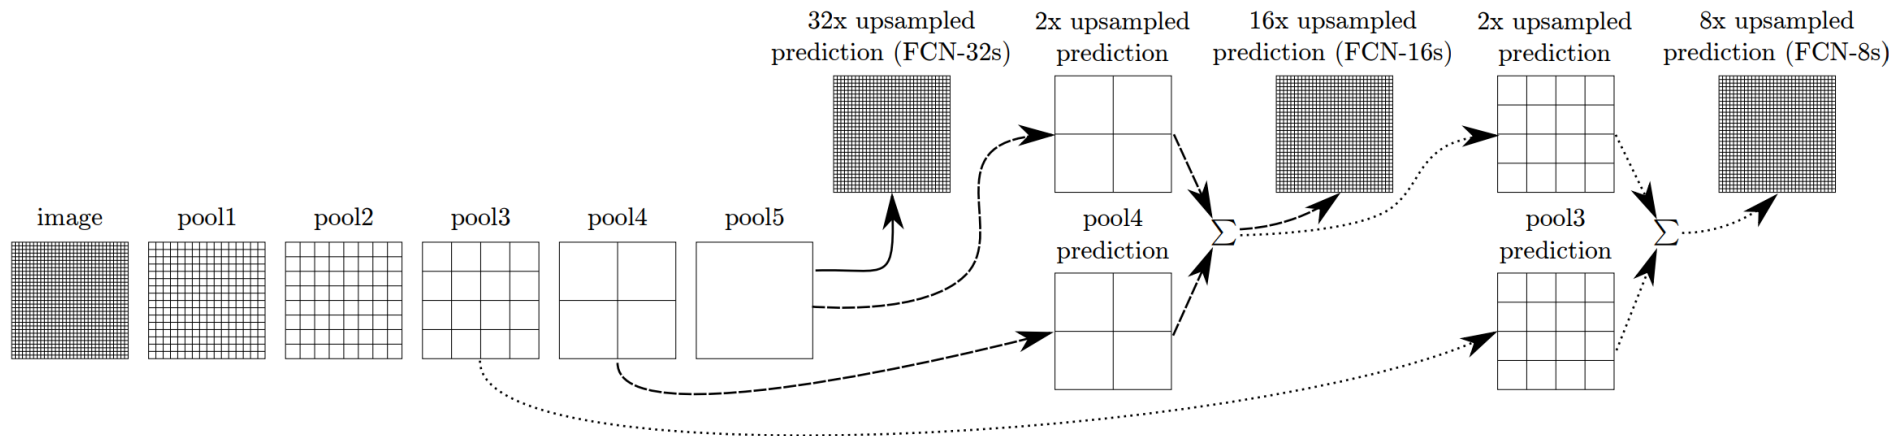 32x upsampled
prediction (FCN-32s)
2x upsampled
prediction
16x upsampled
prediction (FCN-16s)
2x upsampled
prediction
8x upsampled
prediction (FCN-8s)
image
pool1
pool2
pool3
pool4
pool5
pool4
prediction
∑
pool3
prediction
∑